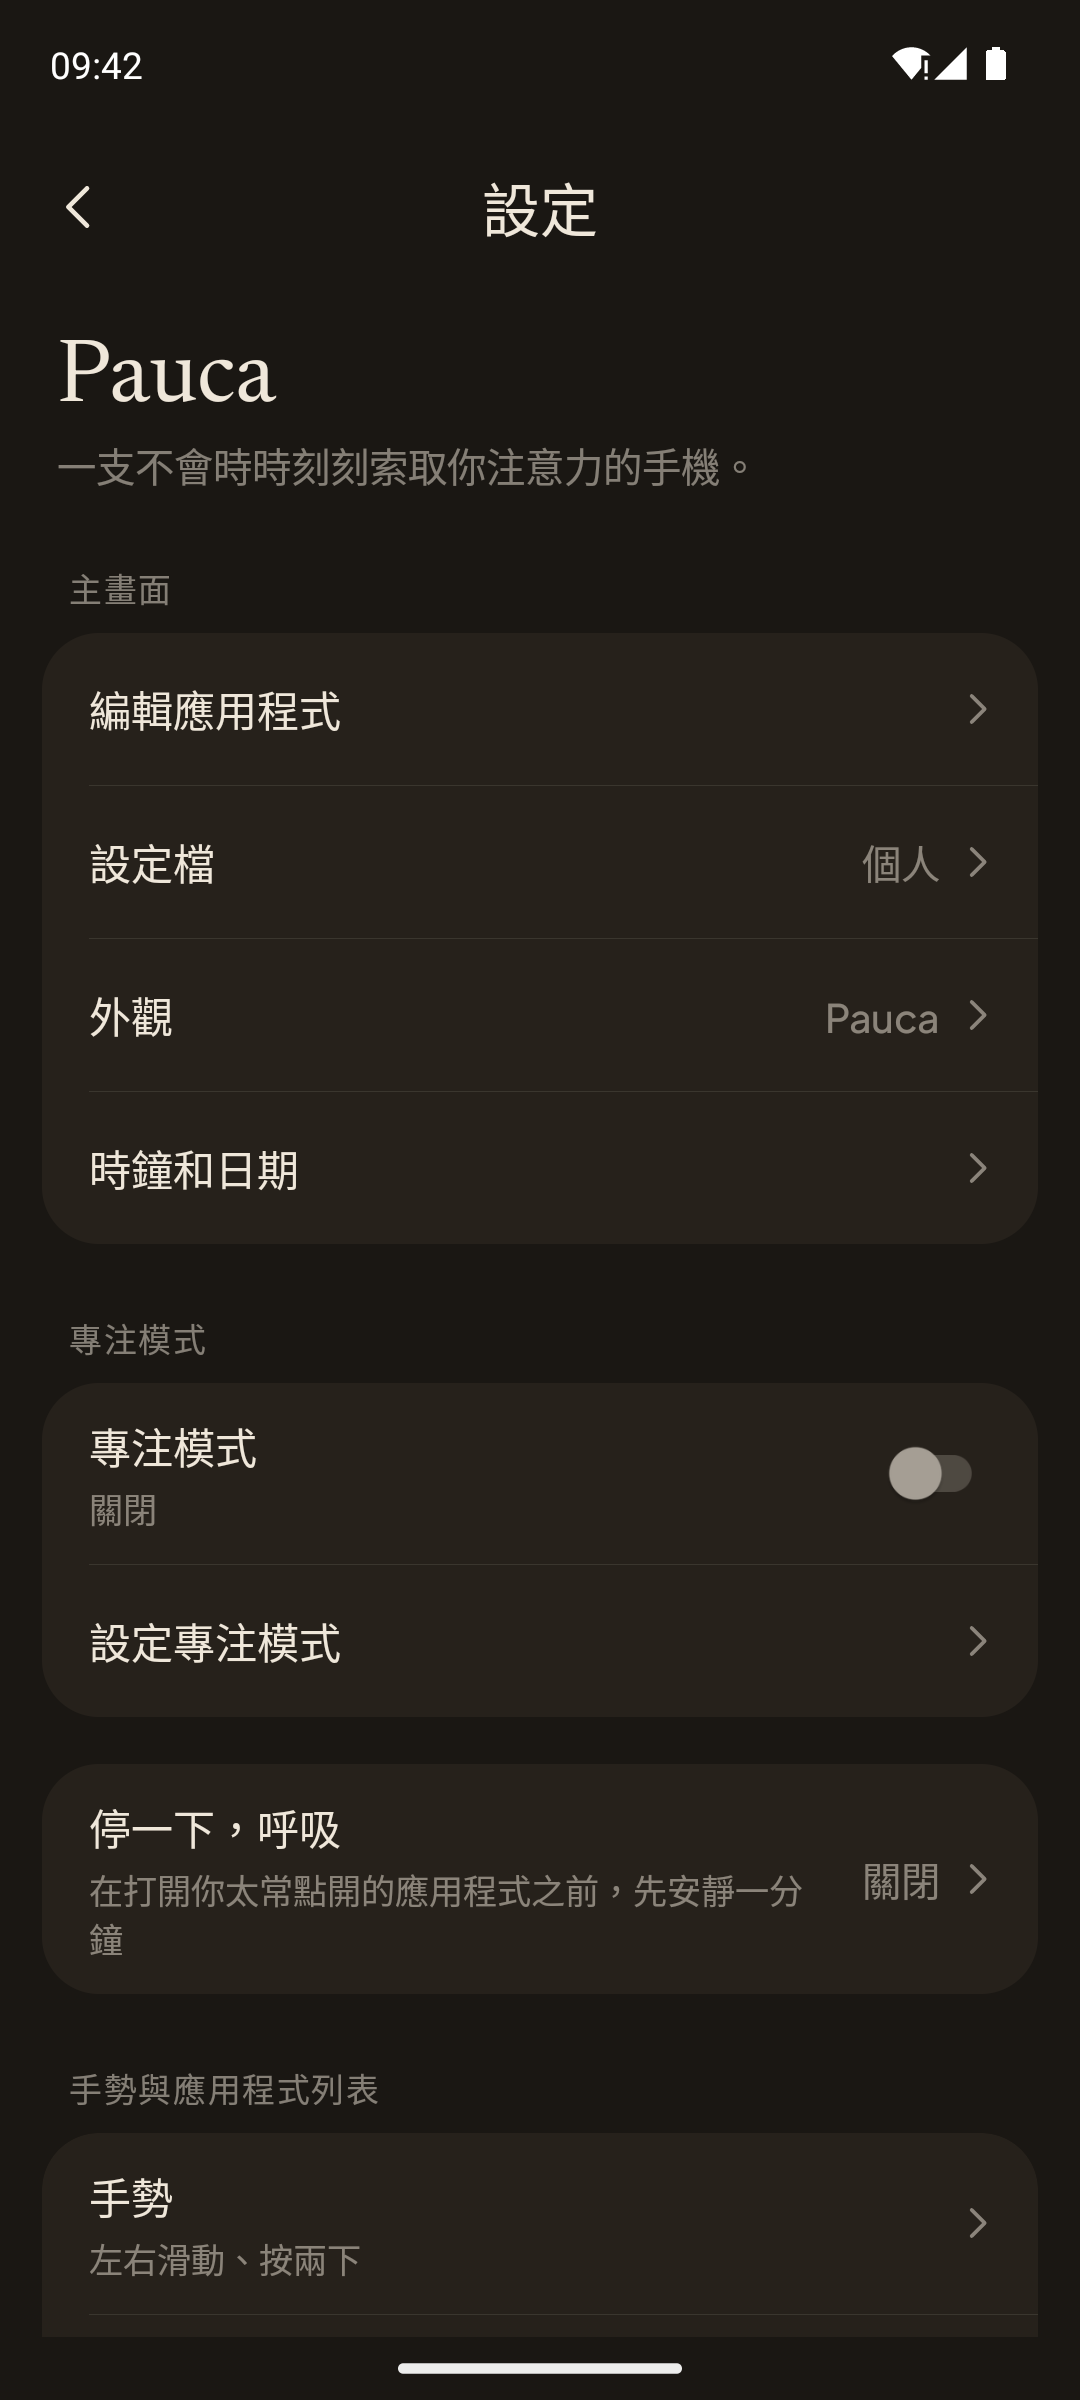 09:42
設定
Pauca
一支不會時時刻刻索取你注意力的手機。
主畫面
編輯應用程式
設定檔
個人
外觀
Pauca
時鐘和日期
專注模式
專注模式
關閉
設定專注模式
停一下，呼吸
在打開你太常點開的應用程式之前，先安靜一分
鐘
關閉
手勢與應用程式列表
手勢
左右滑動、按兩下